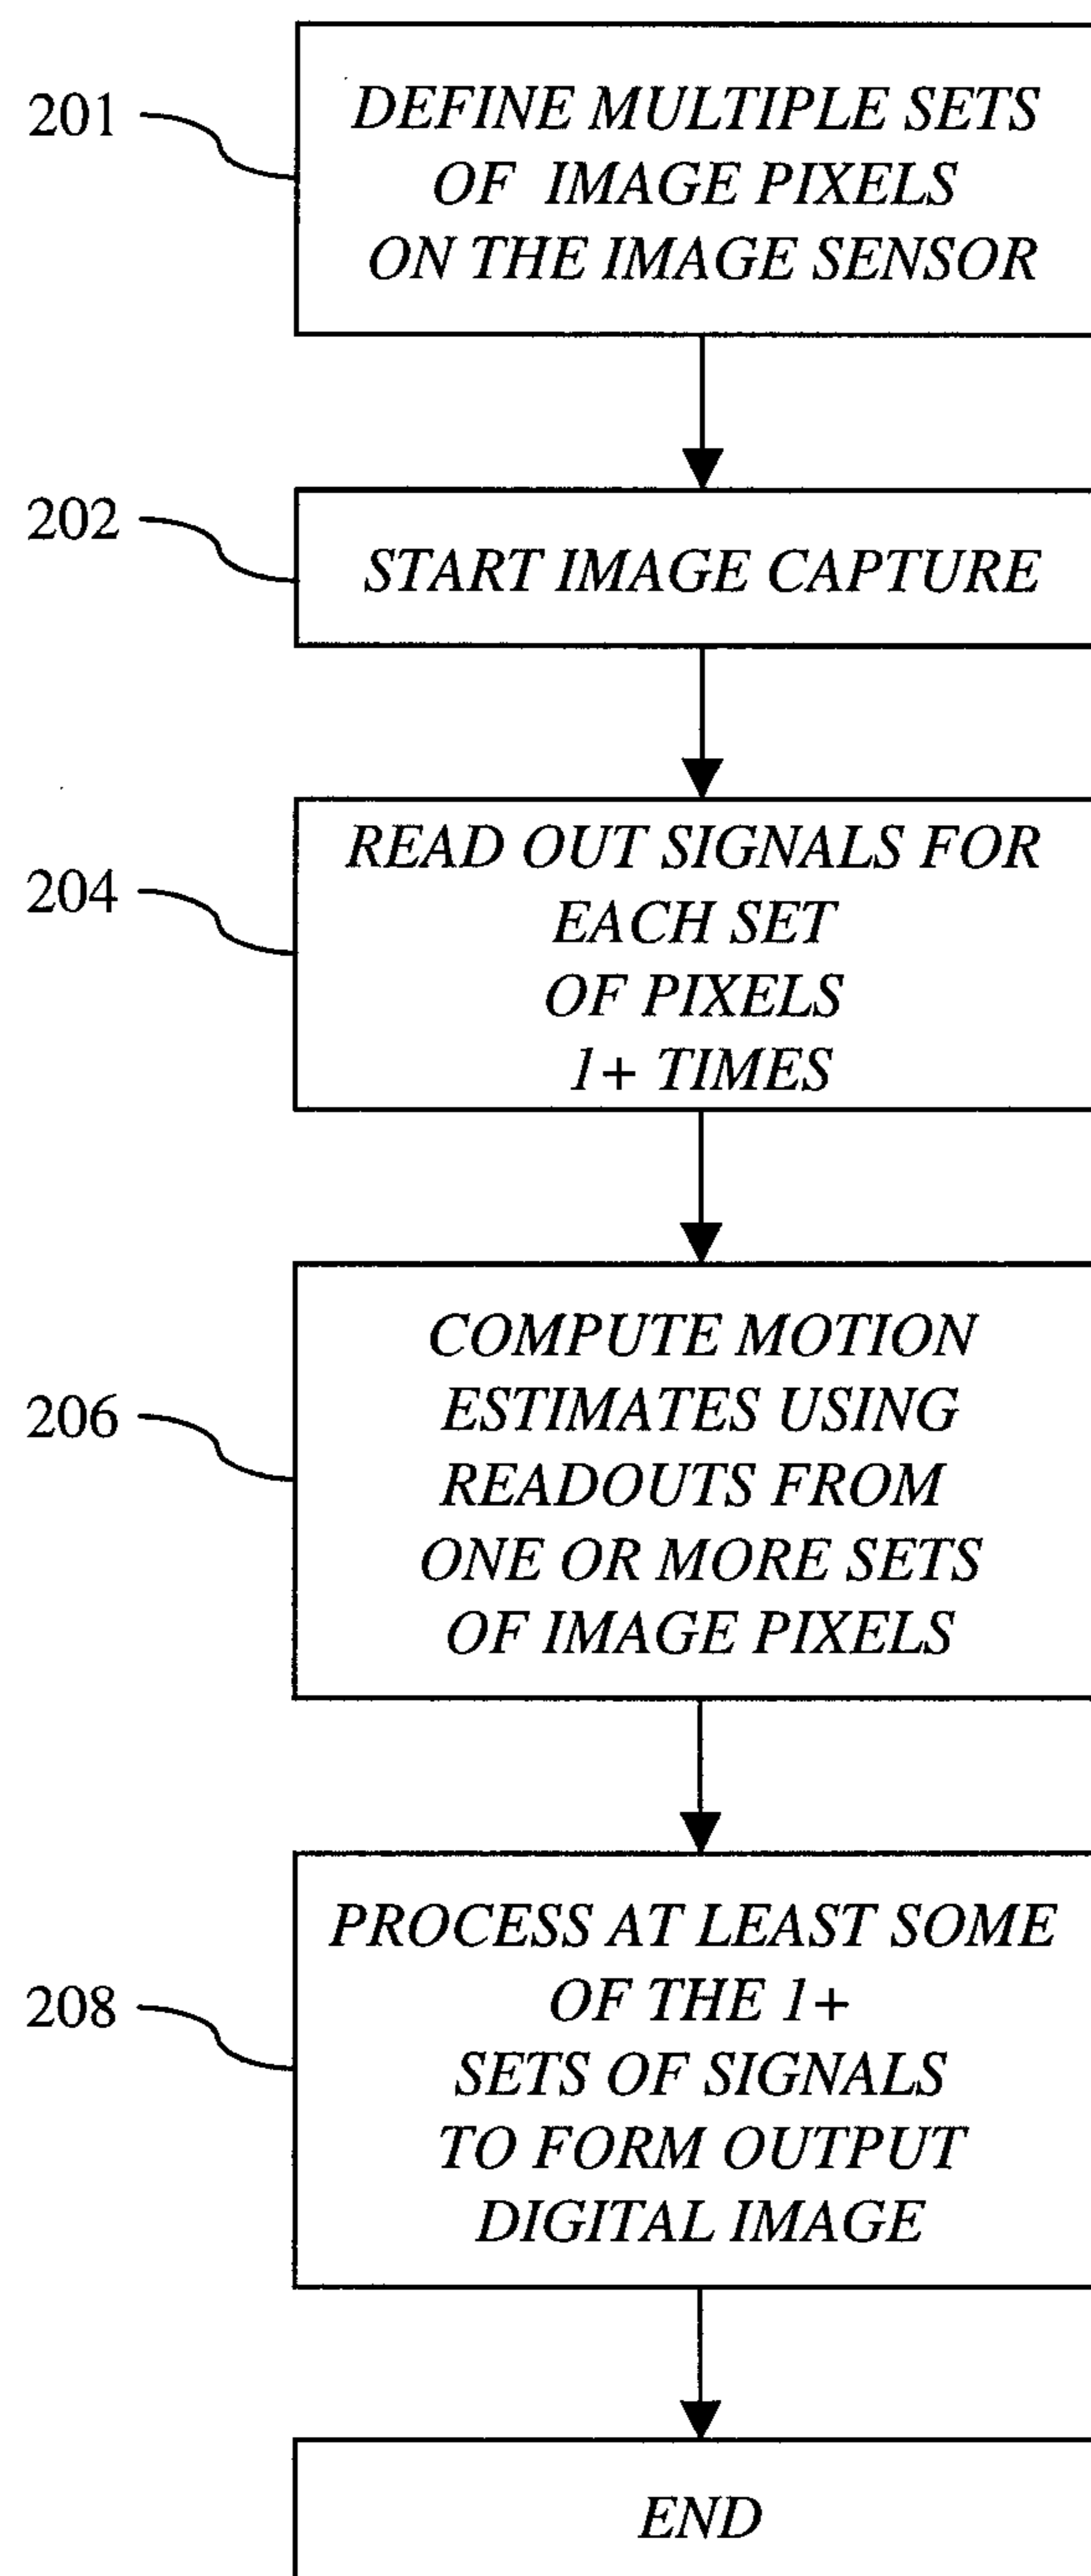 201
DEFINE MULTIPLE SETS
OF IMAGE PIXELS
ON THE IMAGE SENSOR
202
START IMAGE CAPTURE
204
READ OUT SIGNALS FOR
EACH SET
OF PIXELS
1+ TIMES
206
COMPUTE MOTION
ESTIMATES USING
READOUTS FROM
ONE OR MORE SETS
OF IMAGE PIXELS
208
PROCESS AT LEAST SOME
OF THE 1+
SETS OF SIGNALS
TO FORM OUTPUT
DIGITAL IMAGE
END